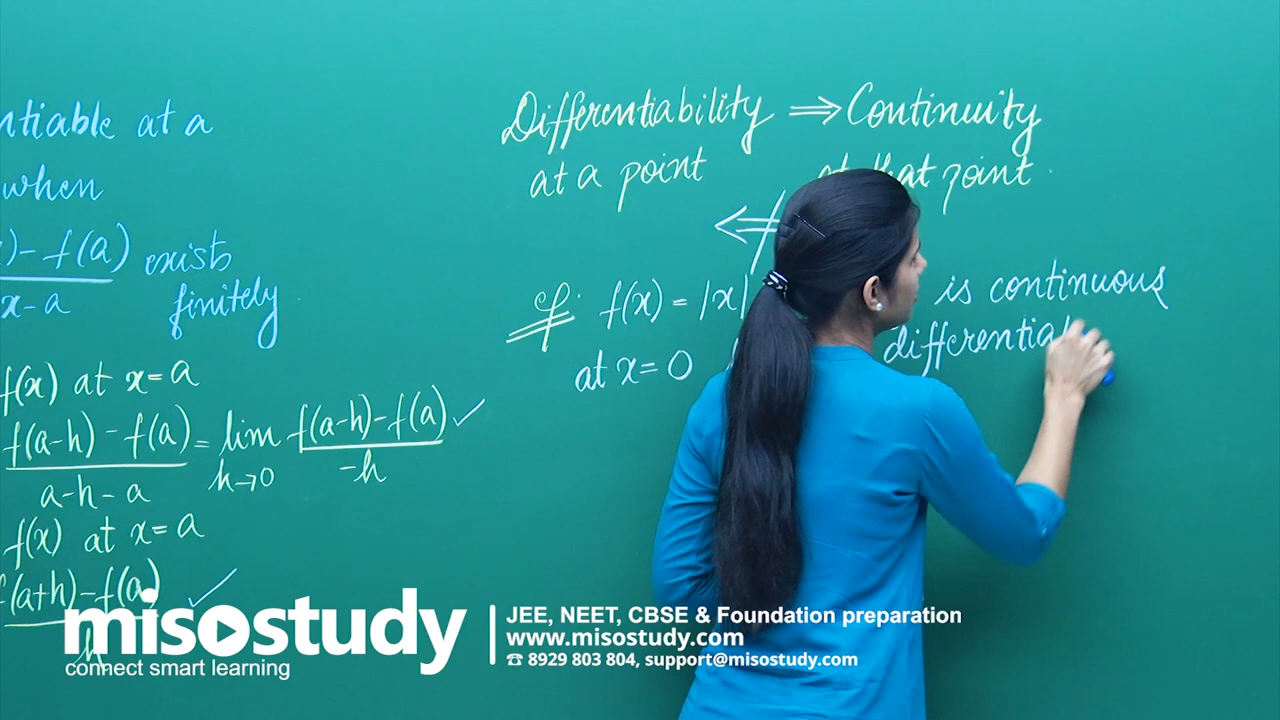 ntiable at a
when
)-f(a) exists
x-a finitely
f(x) at x=a
f(a-h)-f(a) = lim f(a-h)-f(a) ✓
a-h-a h→0 -h
f(x) at x=a
f(a+h)-f(a) ✓
h
Differentiability ⇒ Continuity
at a point at that point
f(x) = |x| is continuous
at x=0 differentia
misostudy
connect smart learning
JEE, NEET, CBSE & Foundation preparation
www.misostudy.com
☎ 8929 803 804, support@misostudy.com